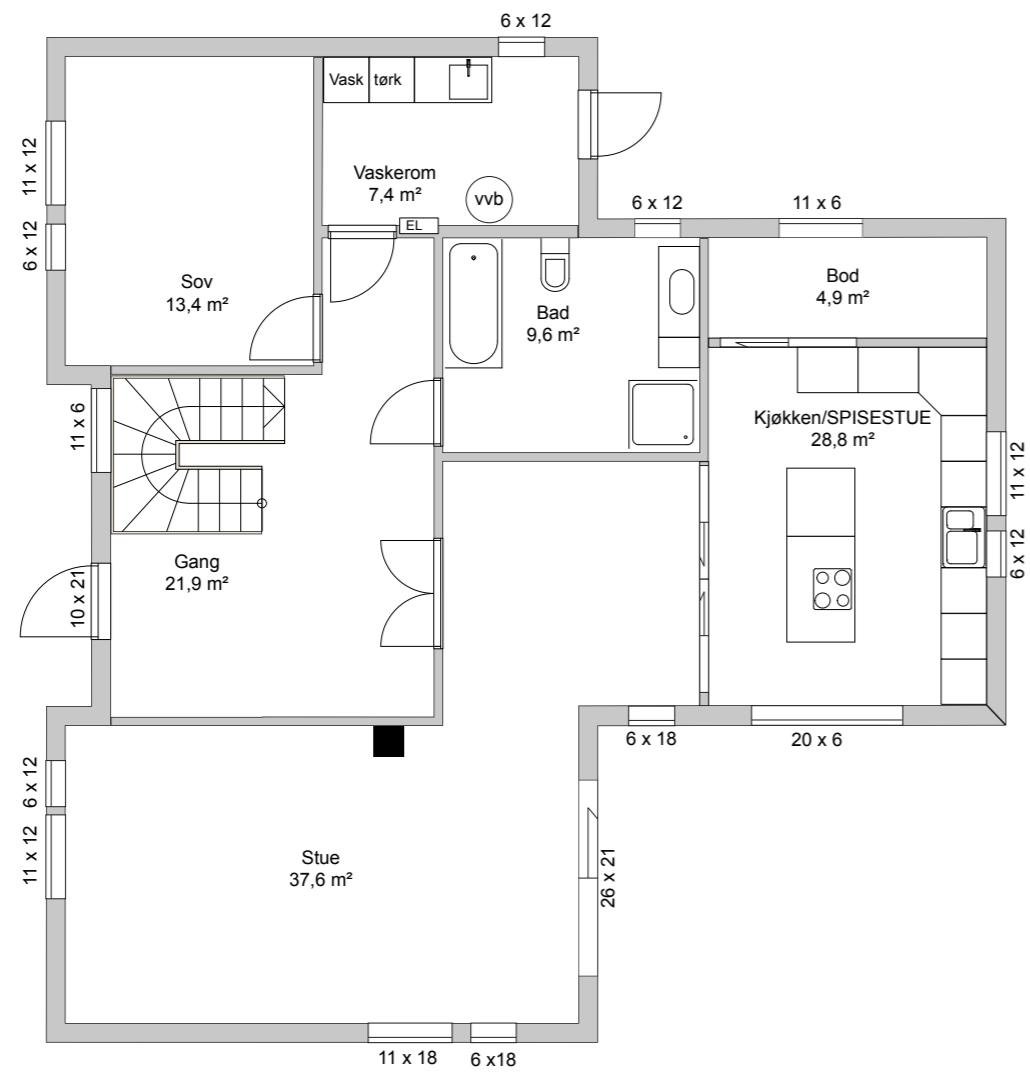 6 x 12
Vask
tørk
11 x 12
Vaskerom
7,4 m²
vvb
6 x 12
11 x 6
EL
6 x 12
Sov
13,4 m²
Bad
9,6 m²
Bod
4,9 m²
11 x 6
Kjøkken/SPISESTUE
28,8 m²
11 x 12
6 x 12
Gang
21,9 m²
10 x 21
6 x 18
20 x 6
6 x 12
11 x 12
Stue
37,6 m²
26 x 21
11 x 18
6 x18